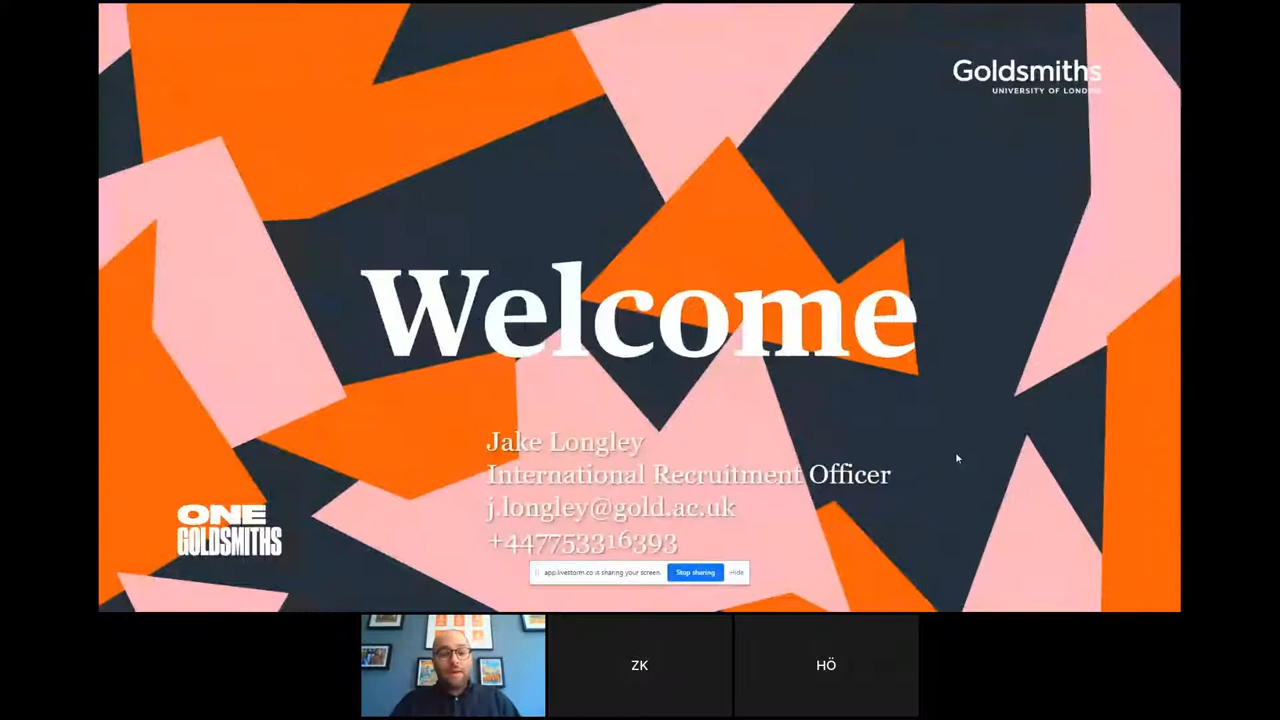 Goldsmiths
UNIVERSITY OF LONDON
Welcome
Jake Longley
International Recruitment Officer
j.longley@gold.ac.uk
+447753316393
ONE
GOLDSMITHS
app.livestorm.co is sharing your screen.
Stop sharing
Hide
ZK
HÖ